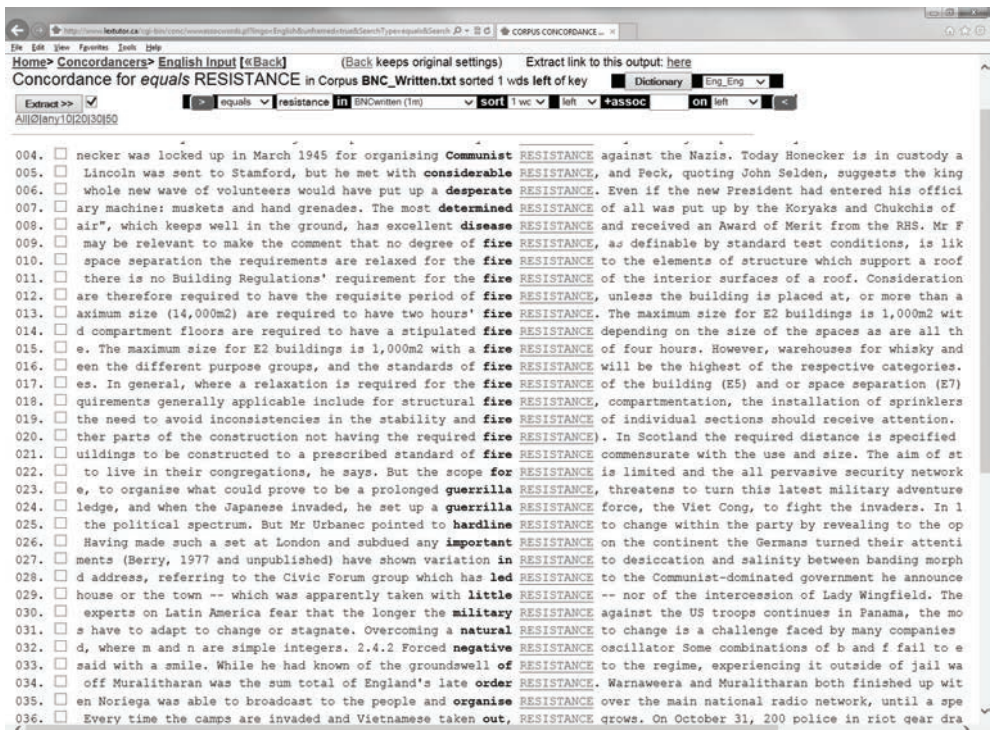 CORPUS CONCORDANCE...
File Edit View Favorites Tools Help
Home> Concordancers> English Input [«Back] (Back keeps original settings) Extract link to this output: here
Concordance for equals RESISTANCE in Corpus BNC_Written.txt sorted 1 wds left of key Dictionary Eng_Eng
Extract >> > equals resistance in BNCwritten (1m) sort 1 wc left +assoc on left <
All|Ø|any10|20|30|50
004. necker was locked up in March 1945 for organising Communist RESISTANCE against the Nazis. Today Honecker is in custody a
005. Lincoln was sent to Stamford, but he met with considerable RESISTANCE, and Peck, quoting John Selden, suggests the king
006. whole new wave of volunteers would have put up a desperate RESISTANCE. Even if the new President had entered his offici
007. ary machine: muskets and hand grenades. The most determined RESISTANCE of all was put up by the Koryaks and Chukchis of
008. air", which keeps well in the ground, has excellent disease RESISTANCE and received an Award of Merit from the RHS. Mr F
009. may be relevant to make the comment that no degree of fire RESISTANCE, as definable by standard test conditions, is lik
010. space separation the requirements are relaxed for the fire RESISTANCE to the elements of structure which support a roof
011. there is no Building Regulations' requirement for the fire RESISTANCE of the interior surfaces of a roof. Consideration
012. are therefore required to have the requisite period of fire RESISTANCE, unless the building is placed at, or more than a
013. aximum size (14,000m2) are required to have two hours' fire RESISTANCE. The maximum size for E2 buildings is 1,000m2 wit
014. d compartment floors are required to have a stipulated fire RESISTANCE depending on the size of the spaces as are all th
015. e. The maximum size for E2 buildings is 1,000m2 with a fire RESISTANCE of four hours. However, warehouses for whisky and
016. een the different purpose groups, and the standards of fire RESISTANCE will be the highest of the respective categories.
017. es. In general, where a relaxation is required for the fire RESISTANCE of the building (E5) and or space separation (E7)
018. quirements generally applicable include for structural fire RESISTANCE, compartmentation, the installation of sprinklers
019. the need to avoid inconsistencies in the stability and fire RESISTANCE of individual sections should receive attention.
020. ther parts of the construction not having the required fire RESISTANCE). In Scotland the required distance is specified
021. uildings to be constructed to a prescribed standard of fire RESISTANCE commensurate with the use and size. The aim of st
022. to live in their congregations, he says. But the scope for RESISTANCE is limited and the all pervasive security network
023. e, to organise what could prove to be a prolonged guerrilla RESISTANCE, threatens to turn this latest military adventure
024. ledge, and when the Japanese invaded, he set up a guerrilla RESISTANCE force, the Viet Cong, to fight the invaders. In 1
025. the political spectrum. But Mr Urbanec pointed to hardline RESISTANCE to change within the party by revealing to the op
026. Having made such a set at London and subdued any important RESISTANCE on the continent the Germans turned their attenti
027. ments (Berry, 1977 and unpublished) have shown variation in RESISTANCE to desiccation and salinity between banding morph
028. d address, referring to the Civic Forum group which has led RESISTANCE to the Communist-dominated government he announce
029. house or the town -- which was apparently taken with little RESISTANCE -- nor of the intercession of Lady Wingfield. The
030. experts on Latin America fear that the longer the military RESISTANCE against the US troops continues in Panama, the mo
031. s have to adapt to change or stagnate. Overcoming a natural RESISTANCE to change is a challenge faced by many companies
032. d, where m and n are simple integers. 2.4.2 Forced negative RESISTANCE oscillator Some combinations of b and f fail to e
033. said with a smile. While he had known of the groundswell of RESISTANCE to the regime, experiencing it outside of jail wa
034. off Muralitharan was the sum total of England's late order RESISTANCE. Warnaweera and Muralitharan both finished up wit
035. en Noriega was able to broadcast to the people and organise RESISTANCE over the main national radio network, until a spe
036. Every time the camps are invaded and Vietnamese taken out, RESISTANCE grows. On October 31, 200 police in riot gear dra